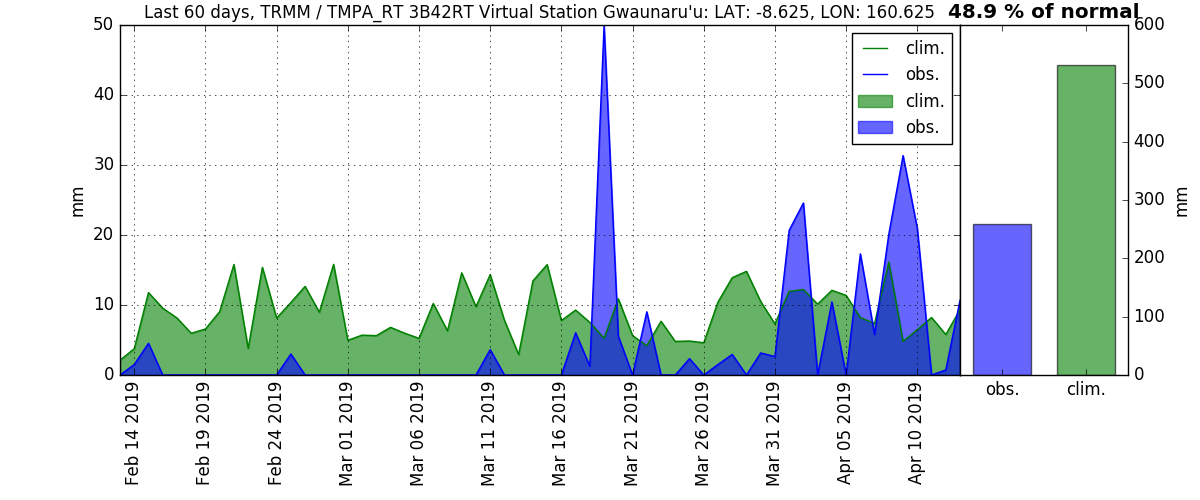 Last 60 days, TRMM / TMPA_RT 3B42RT Virtual Station Gwaunaru'u: LAT: -8.625, LON: 160.625
48.9 % of normal
50
40
30
20
10
0
mm
clim.
obs.
clim.
obs.
Feb 14 2019
Feb 19 2019
Feb 24 2019
Mar 01 2019
Mar 06 2019
Mar 11 2019
Mar 16 2019
Mar 21 2019
Mar 26 2019
Mar 31 2019
Apr 05 2019
Apr 10 2019
600
500
400
300
200
100
0
mm
obs.
clim.